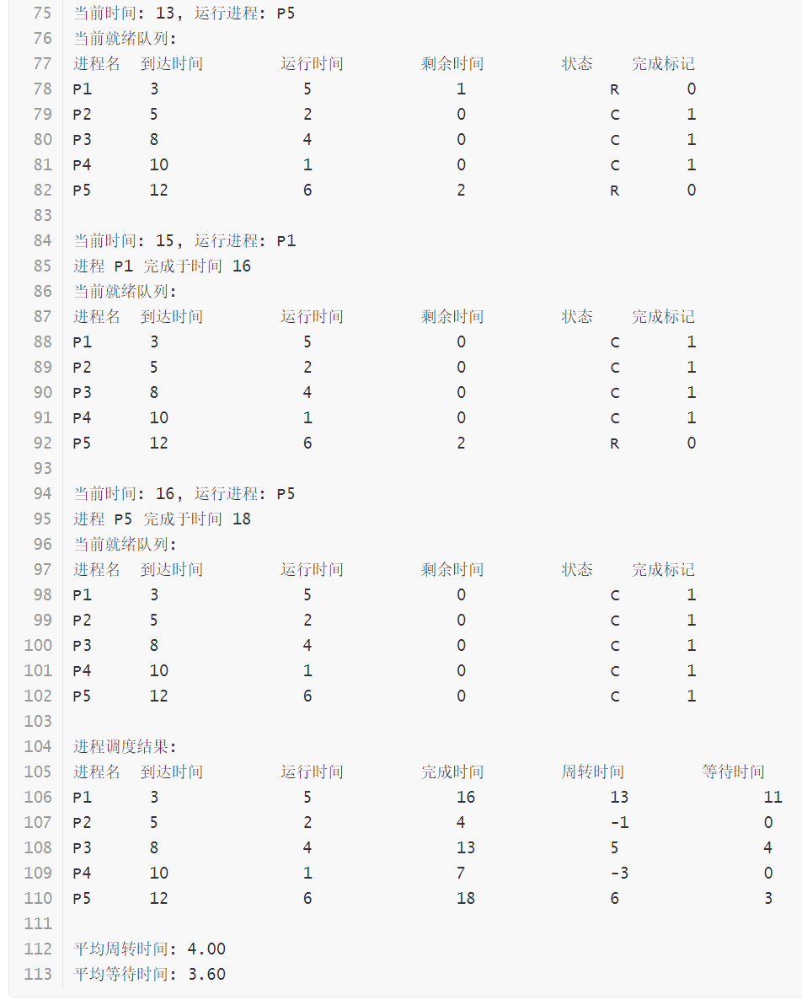 75 当前时间: 13, 运行进程: P5
76 当前就绪队列:
77 进程名 到达时间 运行时间 剩余时间 状态 完成标记
78 P1 3 5 1 R 0
79 P2 5 2 0 C 1
80 P3 8 4 0 C 1
81 P4 10 1 0 C 1
82 P5 12 6 2 R 0
83
84 当前时间: 15, 运行进程: P1
85 进程 P1 完成于时间 16
86 当前就绪队列:
87 进程名 到达时间 运行时间 剩余时间 状态 完成标记
88 P1 3 5 0 C 1
89 P2 5 2 0 C 1
90 P3 8 4 0 C 1
91 P4 10 1 0 C 1
92 P5 12 6 2 R 0
93
94 当前时间: 16, 运行进程: P5
95 进程 P5 完成于时间 18
96 当前就绪队列:
97 进程名 到达时间 运行时间 剩余时间 状态 完成标记
98 P1 3 5 0 C 1
99 P2 5 2 0 C 1
100 P3 8 4 0 C 1
101 P4 10 1 0 C 1
102 P5 12 6 0 C 1
103
104 进程调度结果:
105 进程名 到达时间 运行时间 完成时间 周转时间 等待时间
106 P1 3 5 16 13 11
107 P2 5 2 4 -1 0
108 P3 8 4 13 5 4
109 P4 10 1 7 -3 0
110 P5 12 6 18 6 3
111
112 平均周转时间: 4.00
113 平均等待时间: 3.60